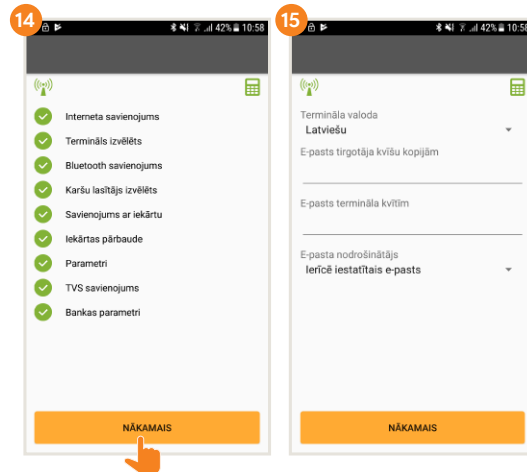 14
42% 10:58
Interneta savienojums
Termināls izvēlēts
Bluetooth savienojums
Karšu lasītājs izvēlēts
Savienojums ar iekārtu
Iekārtas pārbaude
Parametri
TVS savienojums
Bankas parametri
NĀKAMAIS
15
42% 10:58
Termināla valoda
Latviešu
E-pasts tirgotāja kvīšu kopijām
E-pasts termināla kvītīm
E-pasta nodrošinātājs
Ierīcē iestatītais e-pasts
NĀKAMAIS